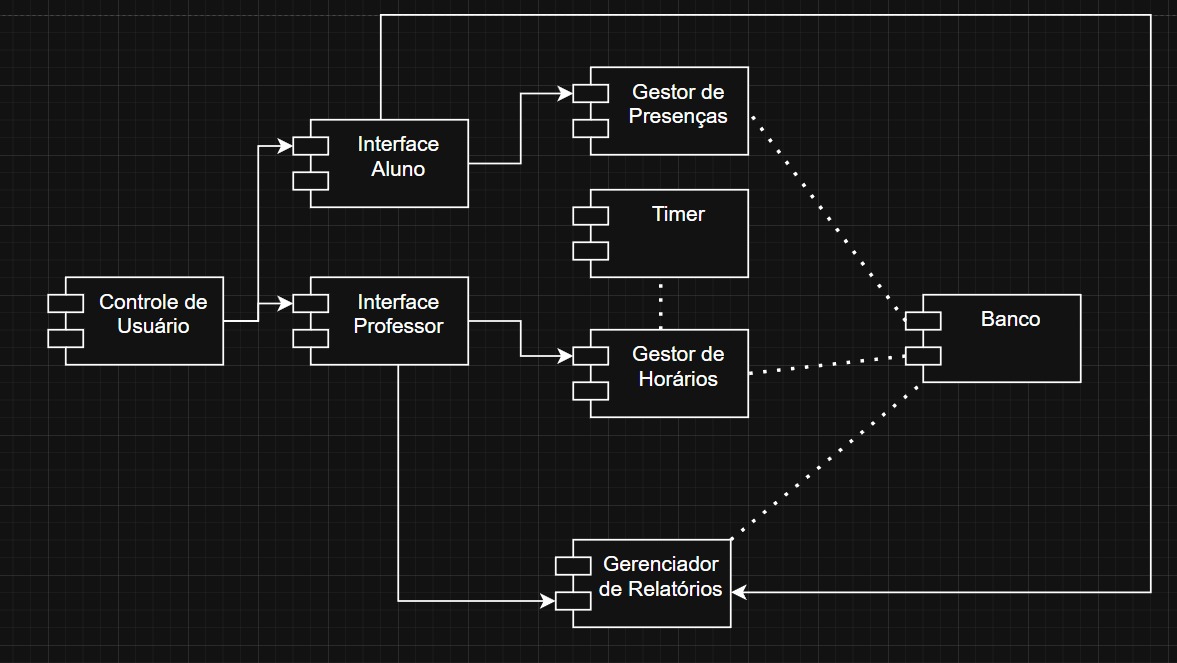 Gestor de
Presenças
Interface
Aluno
Timer
Controle de
Usuário
Interface
Professor
Banco
Gestor de
Horários
Gerenciador
de Relatórios